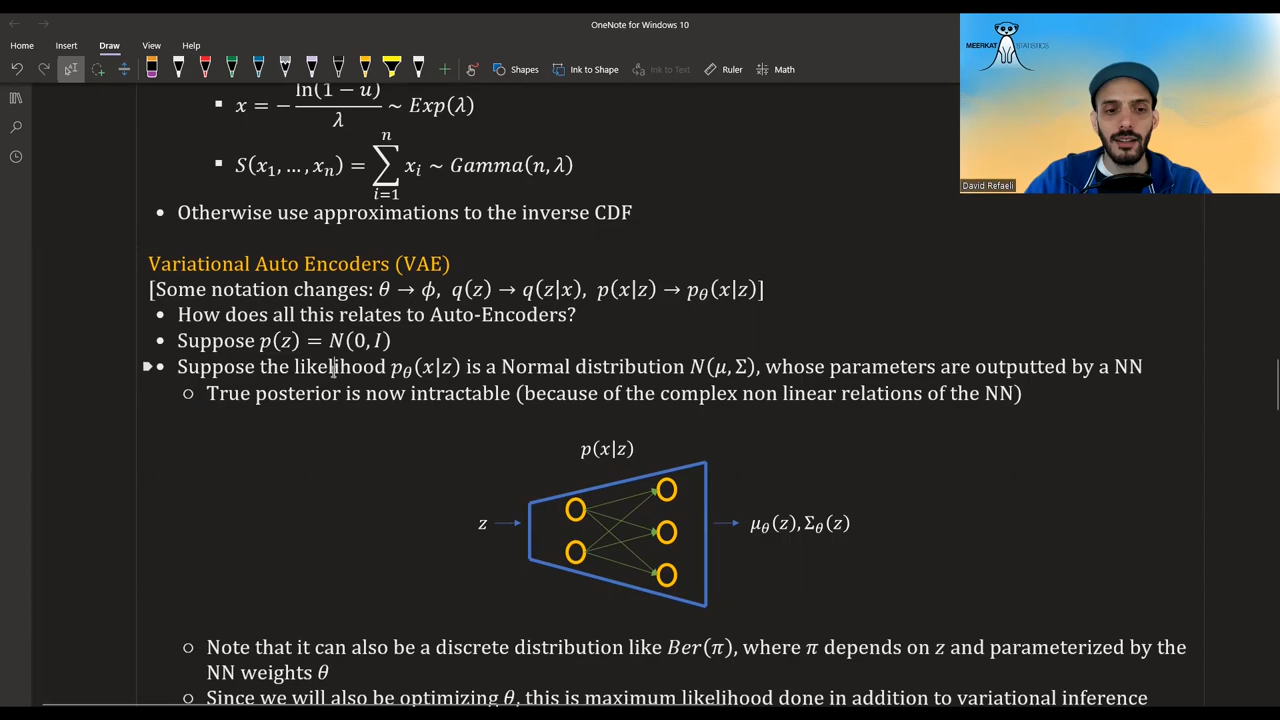 OneNote for Windows 10
MEERKAT STATISTICS
Home Insert Draw View Help
Shapes Ink to Shape Ink to Text Ruler Math
David Refaeli
▪ x = − ln(1 − u) / λ ~ Exp(λ)
▪ S(x₁, …, xₙ) = ∑ᵢ₌₁ⁿ xᵢ ~ Gamma(n, λ)
• Otherwise use approximations to the inverse CDF
Variational Auto Encoders (VAE)
[Some notation changes: θ → ϕ, q(z) → q(z|x), p(x|z) → p_θ(x|z)]
• How does all this relates to Auto-Encoders?
• Suppose p(z) = N(0, I)
• Suppose the likelihood p_θ(x|z) is a Normal distribution N(μ, Σ), whose parameters are outputted by a NN
○ True posterior is now intractable (because of the complex non linear relations of the NN)
p(x|z)
z
μ_θ(z), Σ_θ(z)
○ Note that it can also be a discrete distribution like Ber(π), where π depends on z and parameterized by the
NN weights θ
○ Since we will also be optimizing θ, this is maximum likelihood done in addition to variational inference